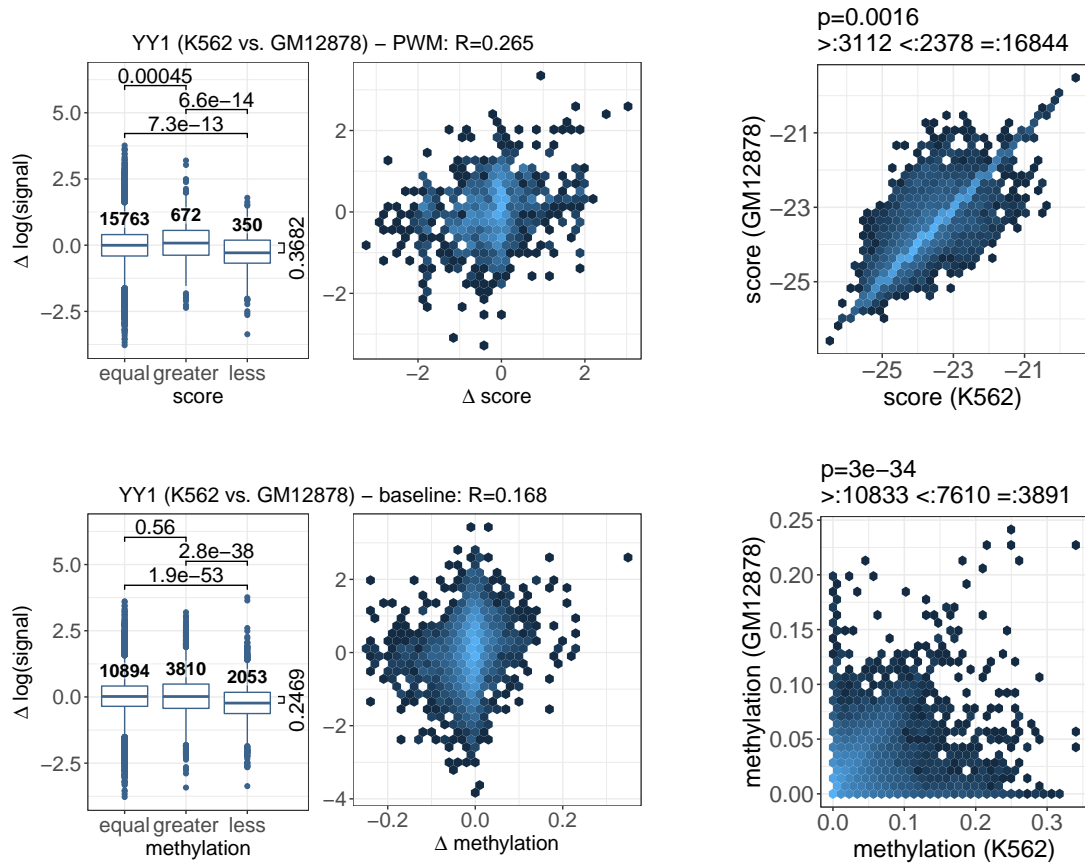 YY1 (K562 vs. GM12878) − PWM: R=0.265
Δ log(signal)
5.0
2.5
0.0
−2.5
0.00045
6.6e−14
7.3e−13
15763 672 350
0.3682
equal greater less
score
2
0
−2
−2 0 2
Δ score
p=0.0016
>:3112 <:2378 =:16844
score (GM12878)
−21
−23
−25
−25 −23 −21
score (K562)
YY1 (K562 vs. GM12878) − baseline: R=0.168
Δ log(signal)
5.0
2.5
0.0
−2.5
0.56
2.8e−38
1.9e−53
10894 3810 2053
0.2469
equal greater less
methylation
4
2
0
−2
−4
−0.2 0.0 0.2
Δ methylation
p=3e−34
>:10833 <:7610 =:3891
methylation (GM12878)
0.25
0.20
0.15
0.10
0.05
0.00
0.0 0.1 0.2 0.3
methylation (K562)